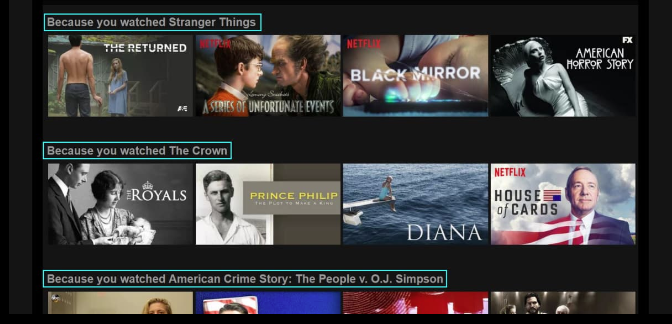 Because you watched Stranger Things
THE RETURNED
A&E
NETFLIX
A SERIES OF UNFORTUNATE EVENTS
NETFLIX
BLACK MIRROR
FX
AMERICAN
HORROR STORY
Because you watched The Crown
THE
ROYALS
PRINCE PHILIP
THE PLOT TO MAKE A KING
DIANA
NETFLIX
HOUSE
of CARDS
Because you watched American Crime Story: The People v. O.J. Simpson